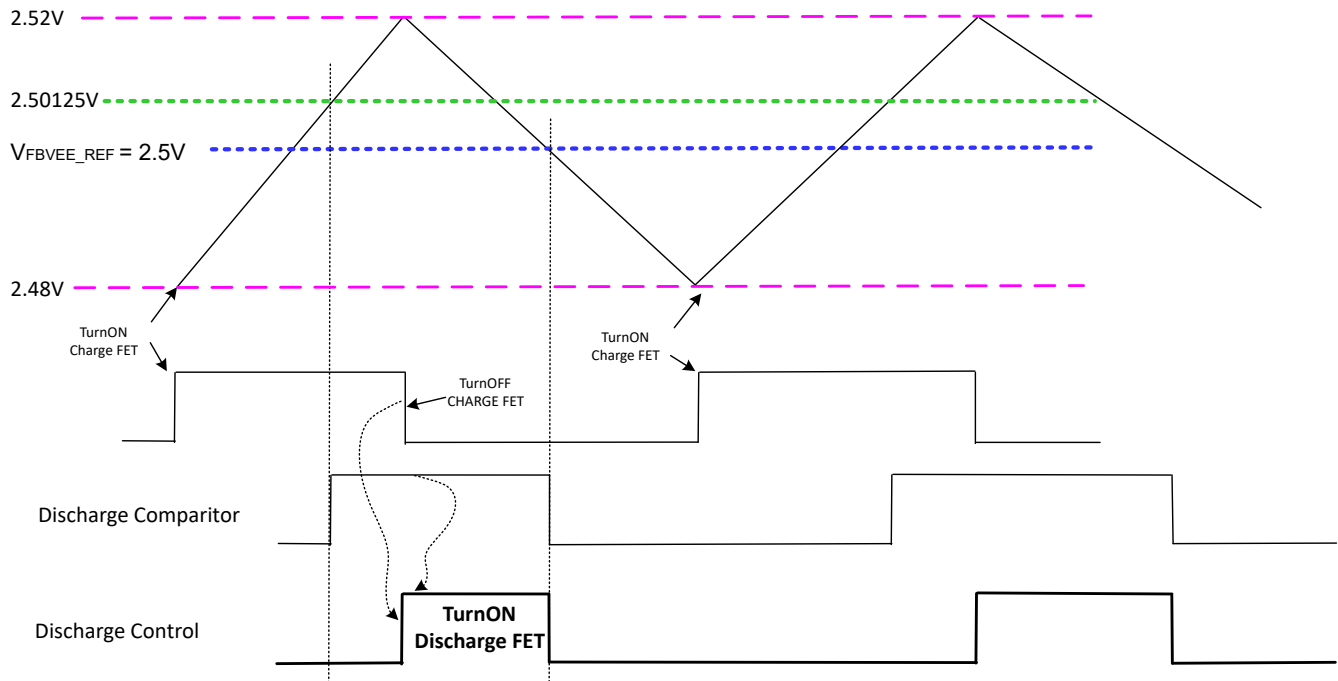 2.52V
2.50125V
VFBVEE_REF = 2.5V
2.48V
TurnON
Charge FET
TurnON
Charge FET
TurnOFF
CHARGE FET
Discharge Comparitor
Discharge Control
TurnON
Discharge FET